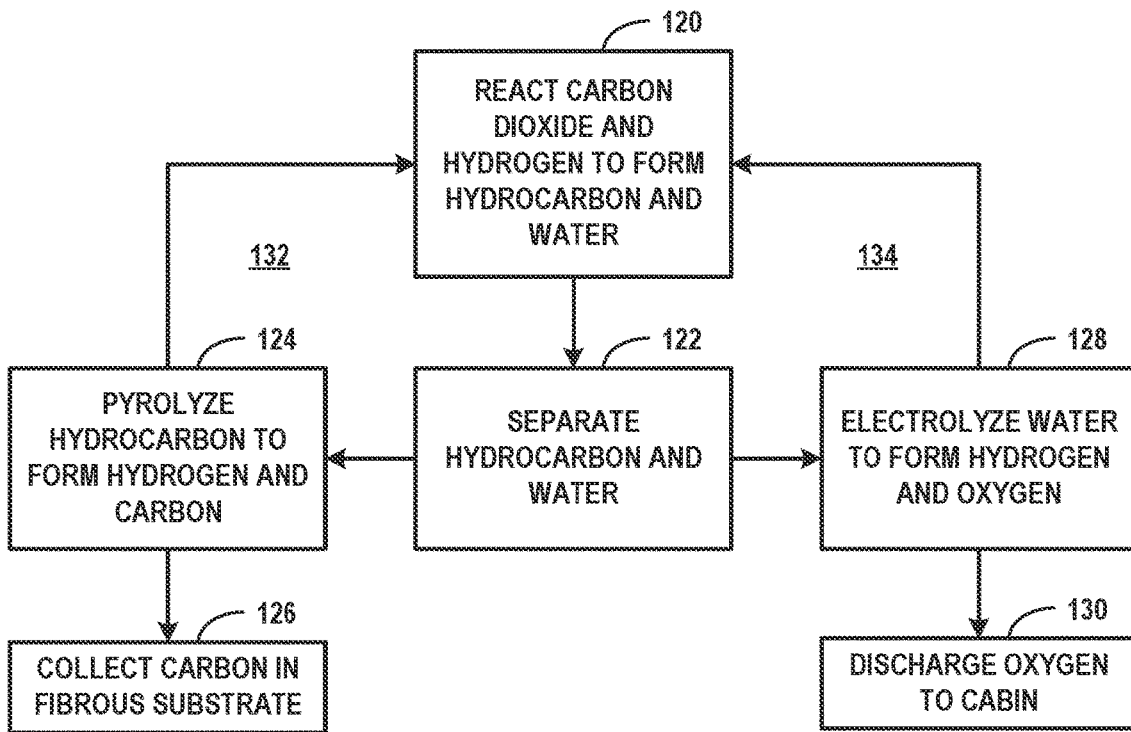 120
REACT CARBON
DIOXIDE AND
HYDROGEN TO FORM
HYDROCARBON AND
WATER
132
134
124
PYROLYZE
HYDROCARBON TO
FORM HYDROGEN AND
CARBON
122
SEPARATE
HYDROCARBON AND
WATER
128
ELECTROLYZE WATER
TO FORM HYDROGEN
AND OXYGEN
126
COLLECT CARBON IN
FIBROUS SUBSTRATE
130
DISCHARGE OXYGEN
TO CABIN